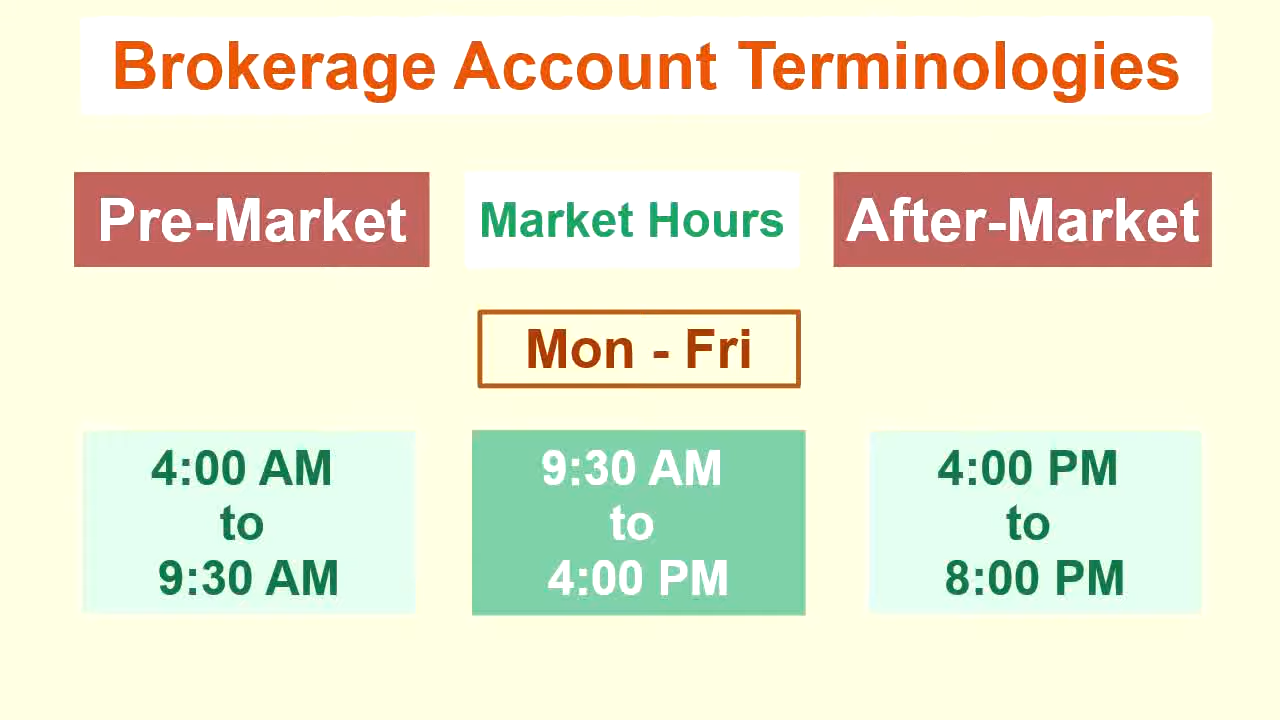 Brokerage Account Terminologies
Pre-Market
Market Hours
After-Market
Mon - Fri
4:00 AM
to
9:30 AM
9:30 AM
to
4:00 PM
4:00 PM
to
8:00 PM